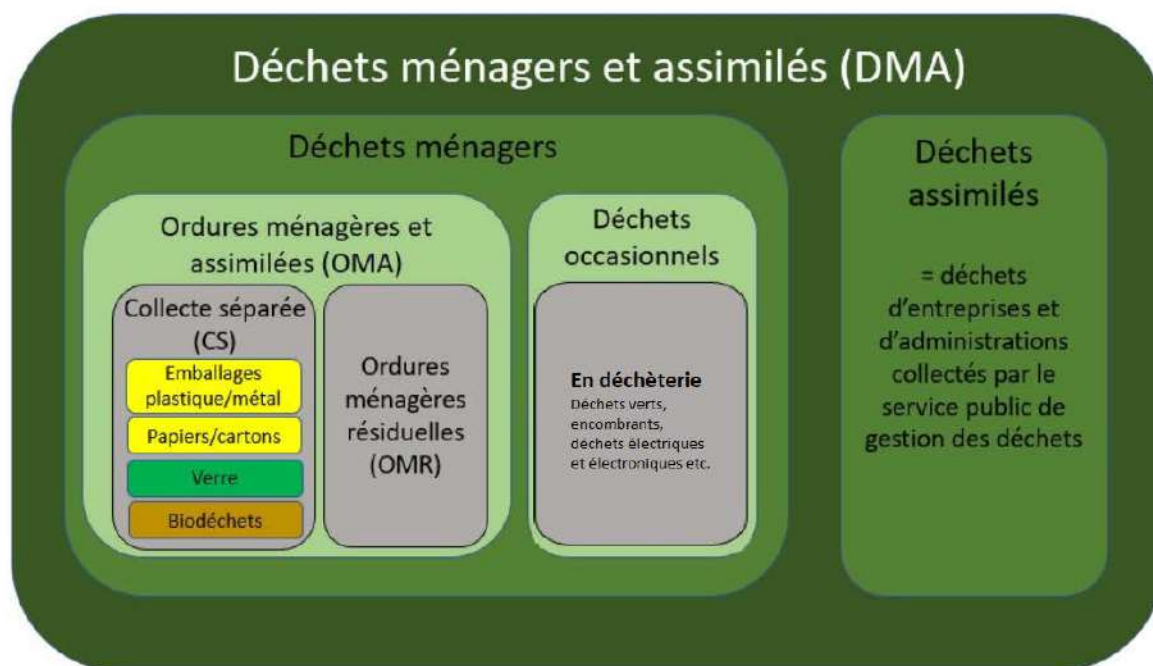 Déchets ménagers et assimilés (DMA)
Déchets ménagers
Ordures ménagères et
assimilées (OMA)
Collecte séparée
(CS)
Emballages
plastique/métal
Papiers/cartons
Verre
Biodéchets
Ordures
ménagères
résiduelles
(OMR)
Déchets
occasionnels
En déchèterie
Déchets verts,
encombrants,
déchets électriques
et électroniques etc.
Déchets
assimilés
= déchets
d'entreprises et
d'administrations
collectés par le
service public de
gestion des déchets